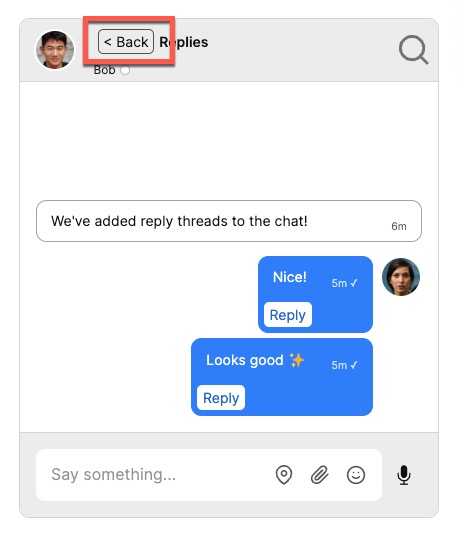 < Back Replies
Bob
We've added reply threads to the chat!
6m
Nice!
5m ✓
Reply
Looks good ✨
5m ✓
Reply
Say something...